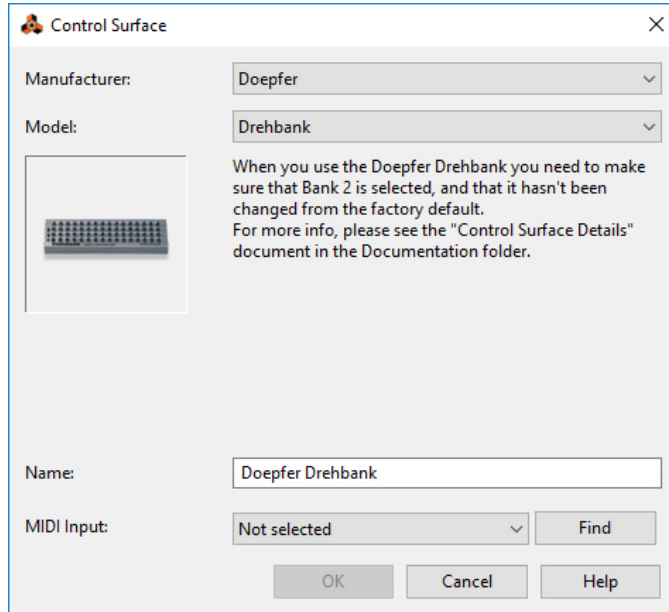 Control Surface
Manufacturer:
Doepfer
Model:
Drehbank
When you use the Doepfer Drehbank you need to make
sure that Bank 2 is selected, and that it hasn't been
changed from the factory default.
For more info, please see the "Control Surface Details"
document in the Documentation folder.
Name:
Doepfer Drehbank
MIDI Input:
Not selected
Find
OK
Cancel
Help